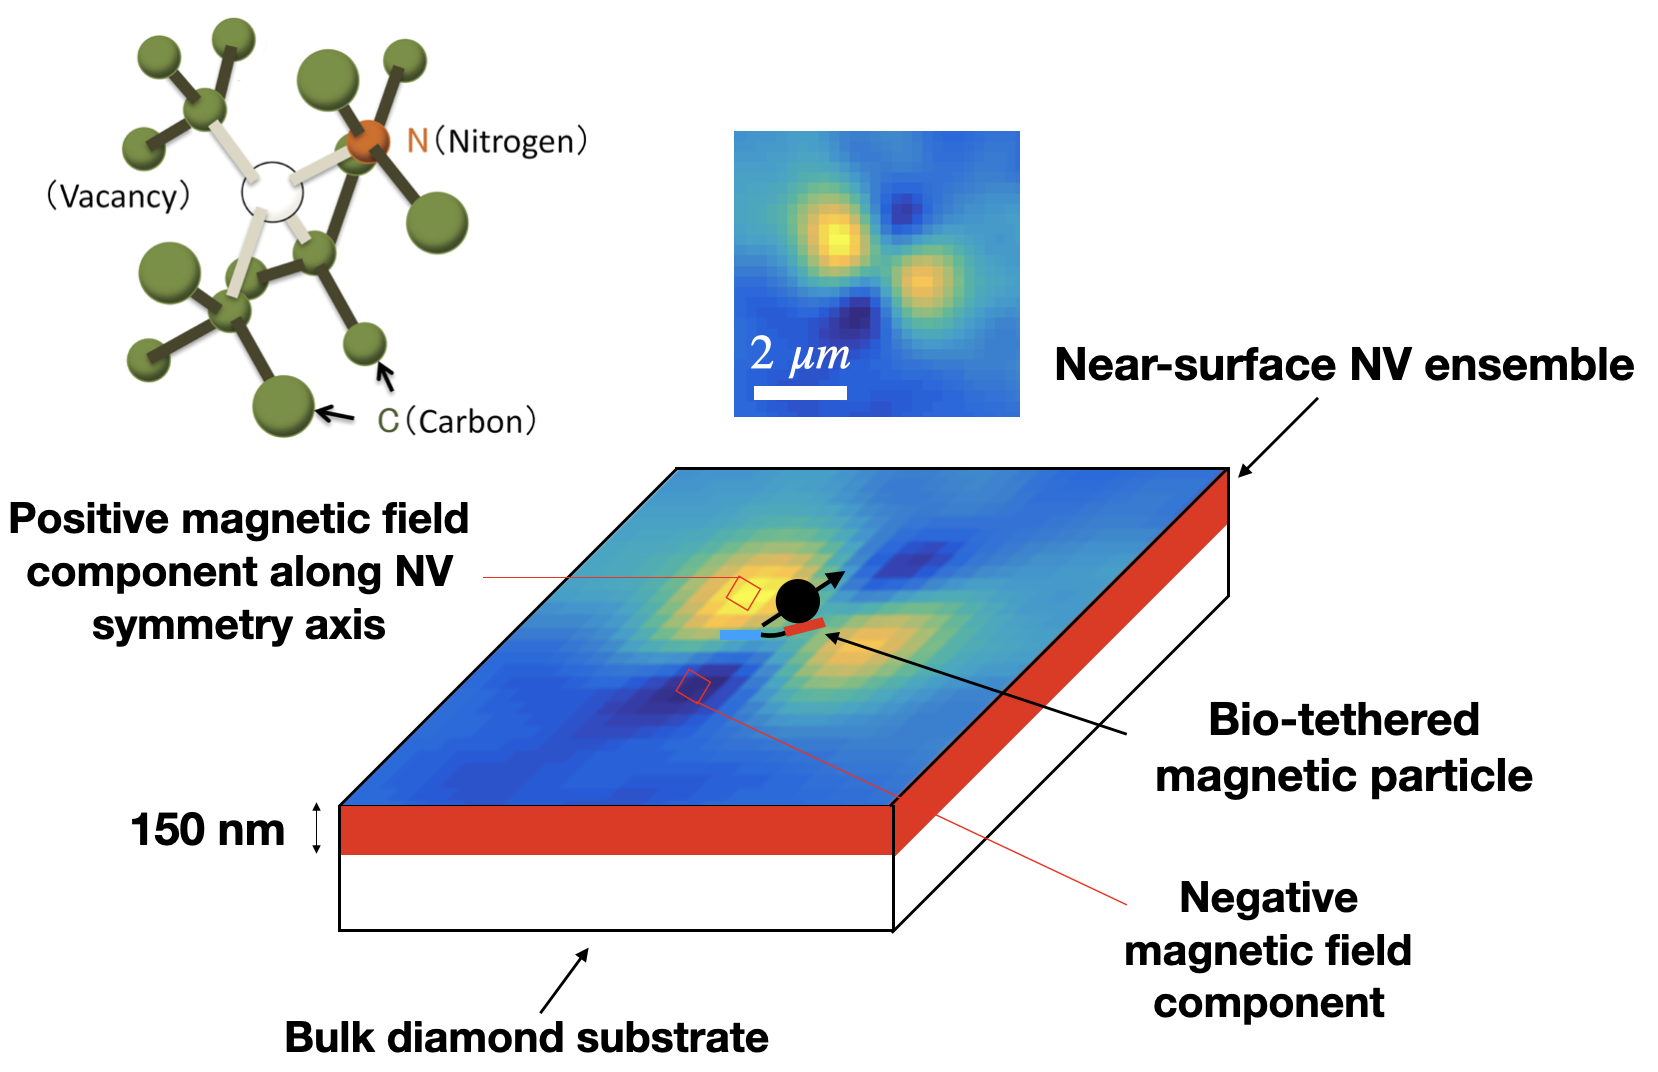 N(Nitrogen)
(Vacancy)
C(Carbon)
2 μm
Near-surface NV ensemble
Positive magnetic field
component along NV
symmetry axis
Bio-tethered
magnetic particle
150 nm
Negative
magnetic field
component
Bulk diamond substrate